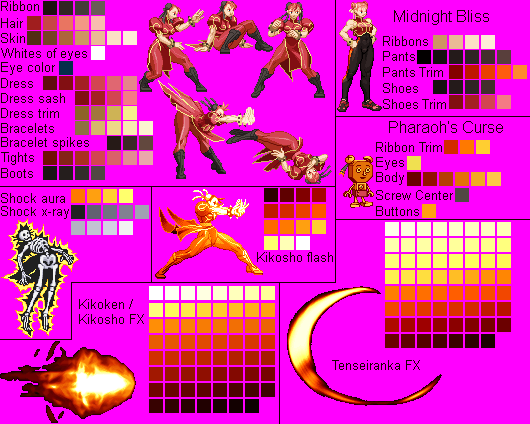 Ribbon
Hair
Skin
Whites of eyes
Eye color
Dress
Dress sash
Dress trim
Bracelets
Bracelet spikes
Tights
Boots
Midnight Bliss
Ribbons
Pants
Pants Trim
Shoes
Shoes Trim
Pharaoh's Curse
Ribbon Trim
Eyes
Body
Screw Center
Buttons
Shock aura
Shock x-ray
Kikosho flash
Kikoken /
Kikosho FX
Tenseiranka FX